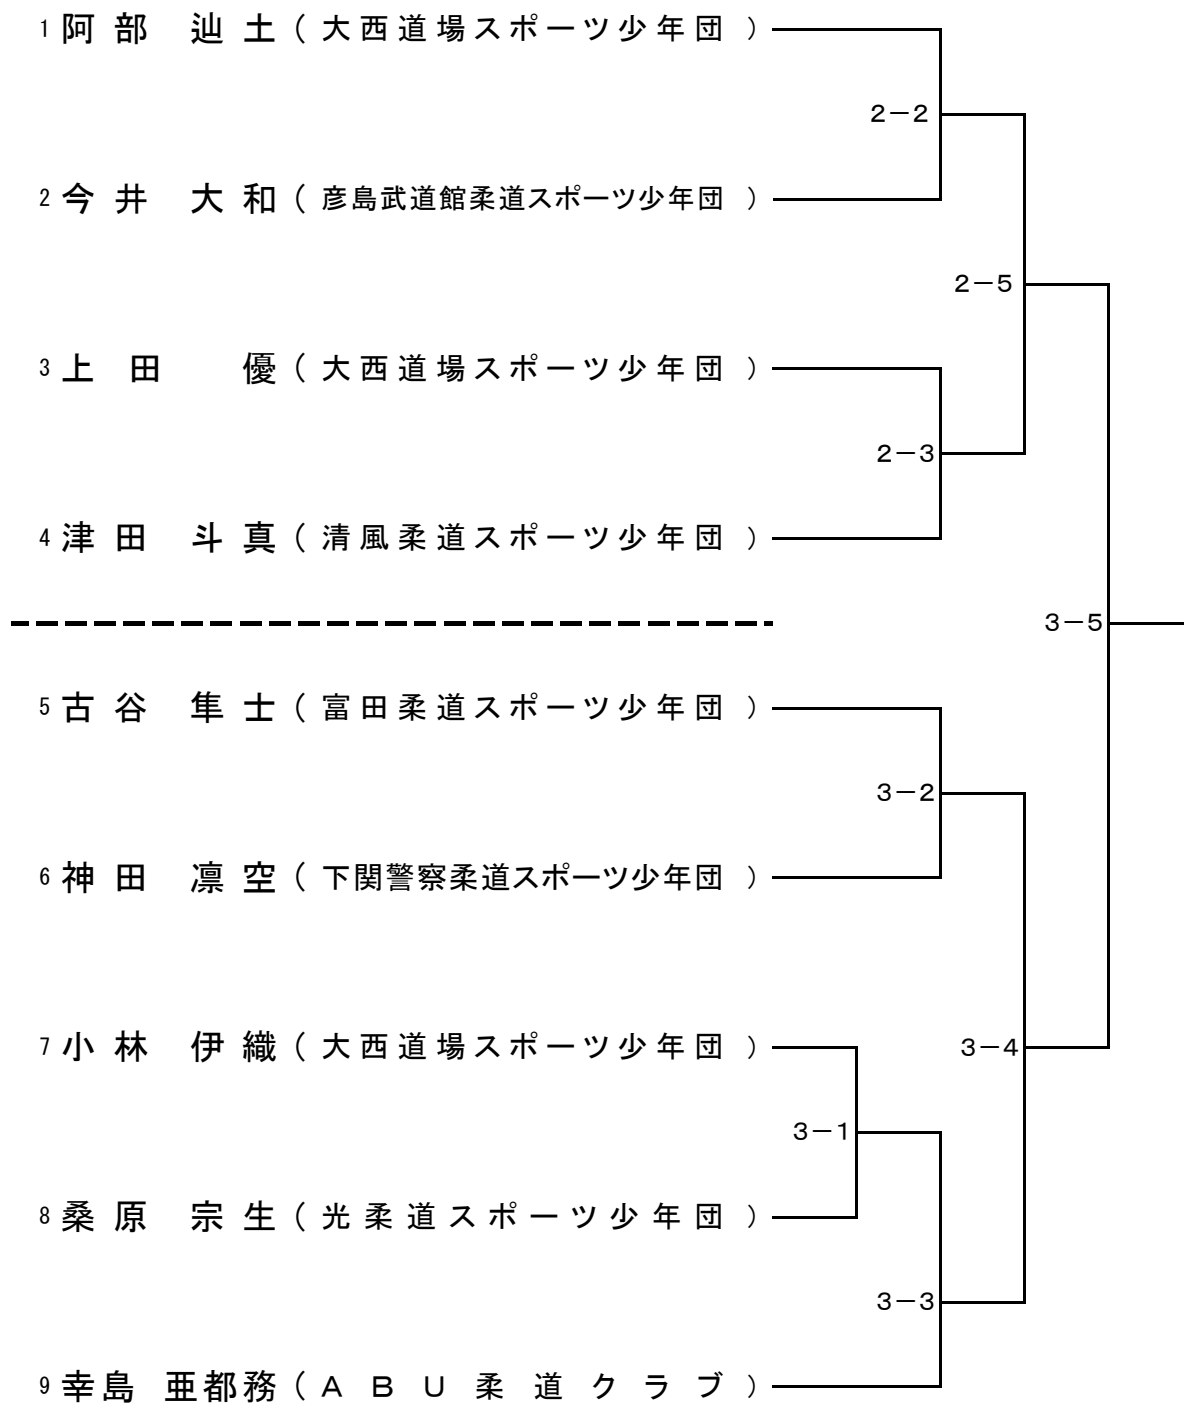 1 阿部 辿土(大西道場スポーツ少年団)
2-2
2 今井 大和(彦島武道館柔道スポーツ少年団)
2-5
3 上田 優(大西道場スポーツ少年団)
2-3
4 津田 斗真(清風柔道スポーツ少年団)
3-5
5 古谷 隼士(富田柔道スポーツ少年団)
3-2
6 神田 凛空(下関警察柔道スポーツ少年団)
7 小林 伊織(大西道場スポーツ少年団)
3-4
3-1
8 桑原 宗生(光柔道スポーツ少年団)
3-3
9 幸島 亜都務(ABU柔道クラブ)